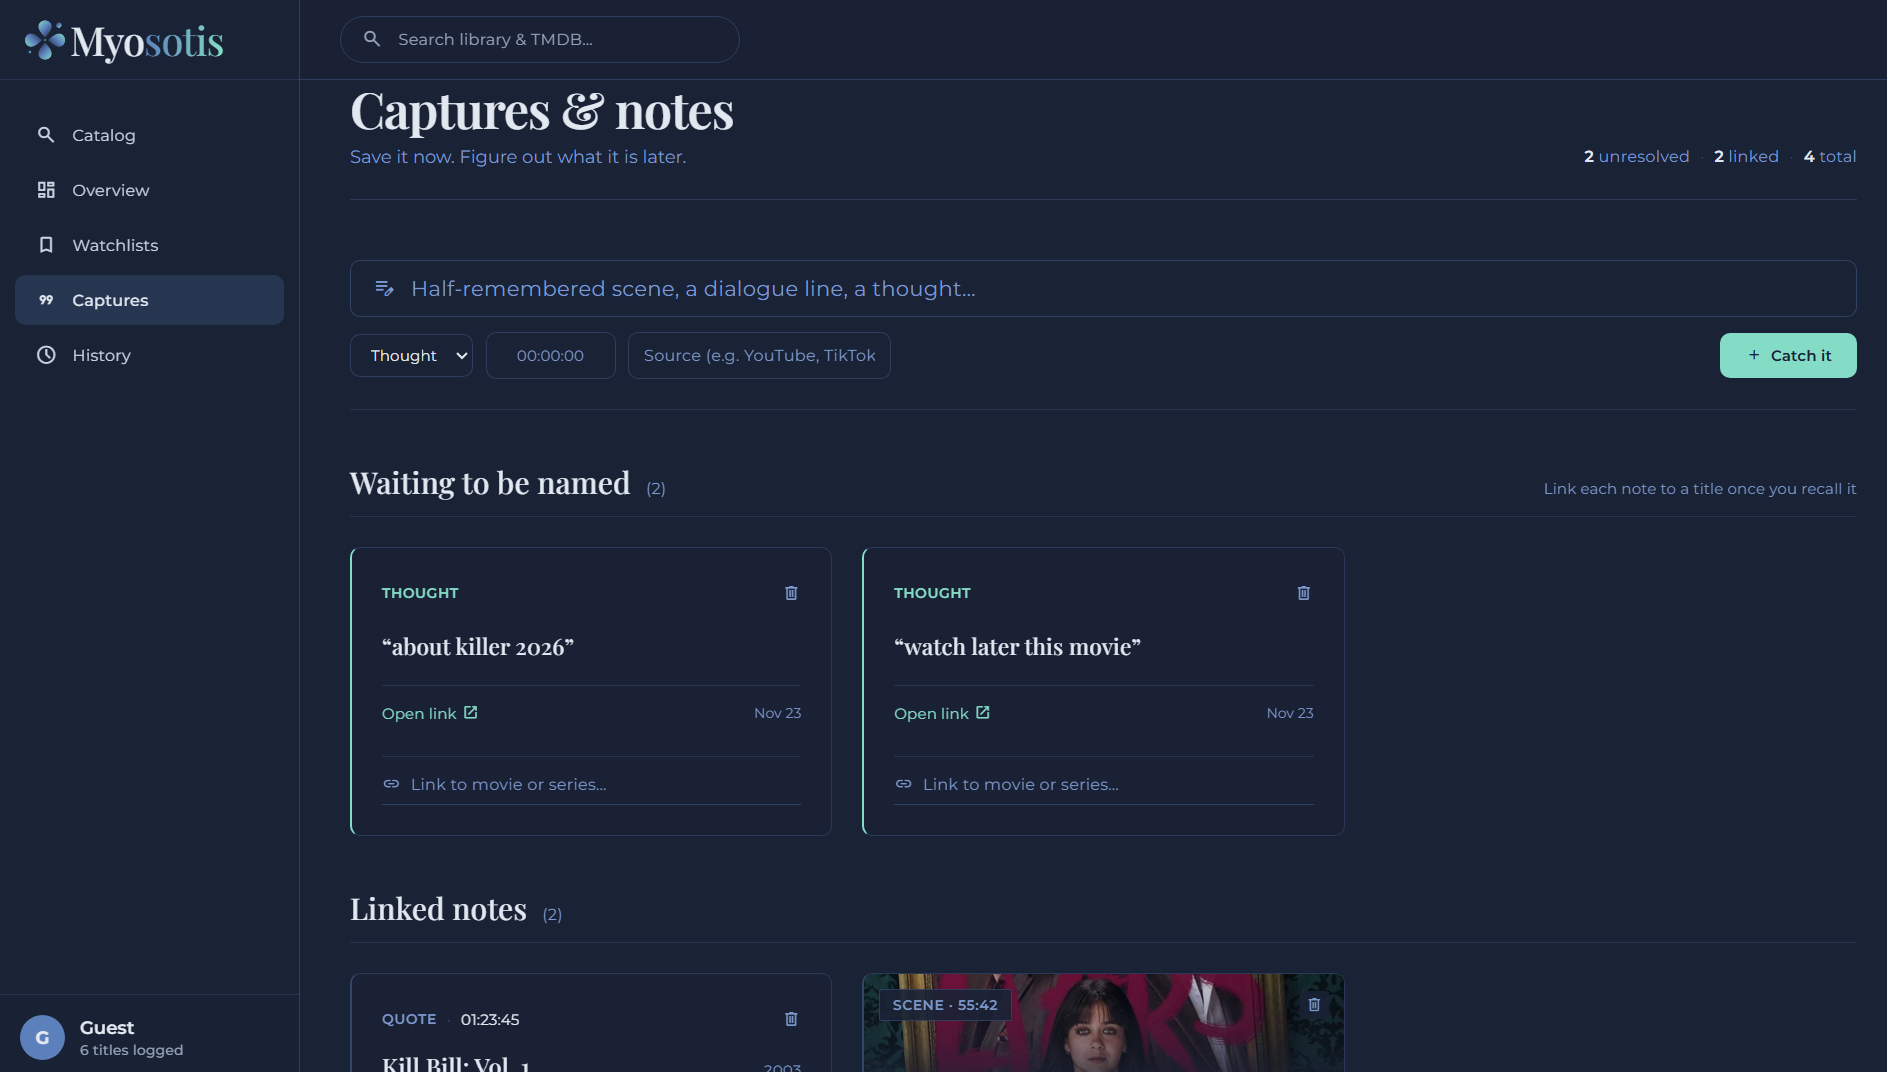 Myosotis
Search library & TMDB...
Catalog
Overview
Watchlists
Captures
History
Captures & notes
Save it now. Figure out what it is later.
2 unresolved · 2 linked · 4 total
Half-remembered scene, a dialogue line, a thought...
Thought
00:00:00
Source (e.g. YouTube, TikTok
+ Catch it
Waiting to be named (2)
Link each note to a title once you recall it
THOUGHT
“about killer 2026”
Open link
Nov 23
Link to movie or series...
THOUGHT
“watch later this movie”
Open link
Nov 23
Link to movie or series...
Linked notes (2)
QUOTE · 01:23:45
Kill Bill: Vol. 1
2003
SCENE · 55:42
G
Guest
6 titles logged